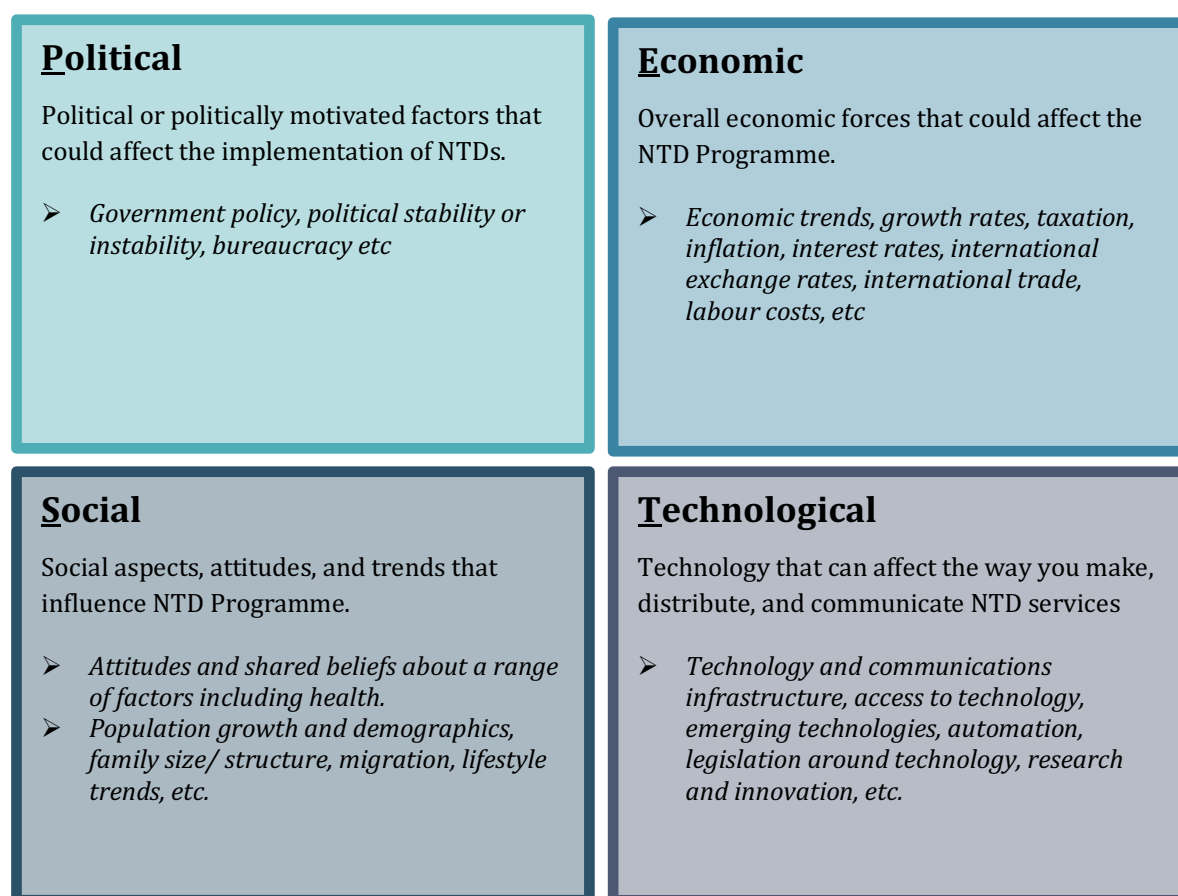 Political
Political or politically motivated factors that
could affect the implementation of NTDs.
➢ Government policy, political stability or
instability, bureaucracy etc
Economic
Overall economic forces that could affect the
NTD Programme.
➢ Economic trends, growth rates, taxation,
inflation, interest rates, international
exchange rates, international trade,
labour costs, etc
Social
Social aspects, attitudes, and trends that
influence NTD Programme.
➢ Attitudes and shared beliefs about a range
of factors including health.
➢ Population growth and demographics,
family size/ structure, migration, lifestyle
trends, etc.
Technological
Technology that can affect the way you make,
distribute, and communicate NTD services
➢ Technology and communications
infrastructure, access to technology,
emerging technologies, automation,
legislation around technology, research
and innovation, etc.